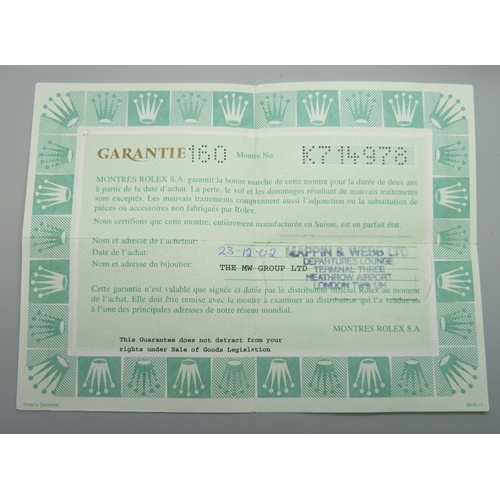 GARANTIE 160 Montre No K714978
MONTRES ROLEX S.A. garantit la bonne marche de cette montre pour la durée de deux ans
à partir de la date d'achat. La perte, le vol et les dommages résultant de mauvais traitements
sont exceptés. Les mauvais traitements comprennent aussi l'adjonction ou la substitution de
pièces ou accessoires non fabriqués par Rolex.
Nous certifions que cette montre, entièrement manufacturée en Suisse, est en parfait état.
Nom et adresse de l'acheteur:
Date de l'achat: 23-12-02
Nom et adresse du bijoutier: THE MW GROUP LTD
MAPPIN & WEBB LTD
DEPARTURES LOUNGE
TERMINAL THREE
HEATHROW AIRPORT
LONDON
Cette garantie n'est valable que signée et datée par le distributeur officiel Rolex au moment
de l'achat. Elle doit être remise avec la montre à examiner au distributeur qui l'a vendue ou
à l'une des principales adresses de notre réseau mondial.
MONTRES ROLEX S.A.
This Guarantee does not detract from your
rights under Sale of Goods Legislation
Printed in Switzerland